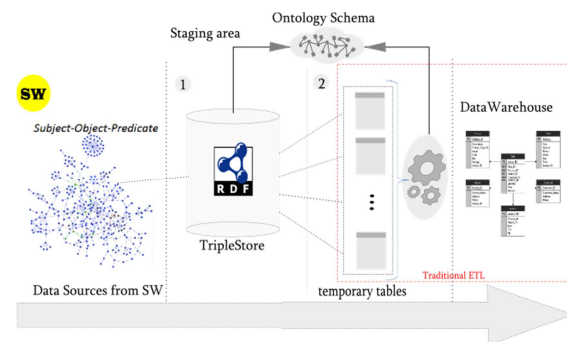 Ontology Schema
Staging area
SW
1
2
Subject-Object-Predicate
DataWarehouse
RDF
TripleStore
Traditional ETL
Data Sources from SW
temporary tables